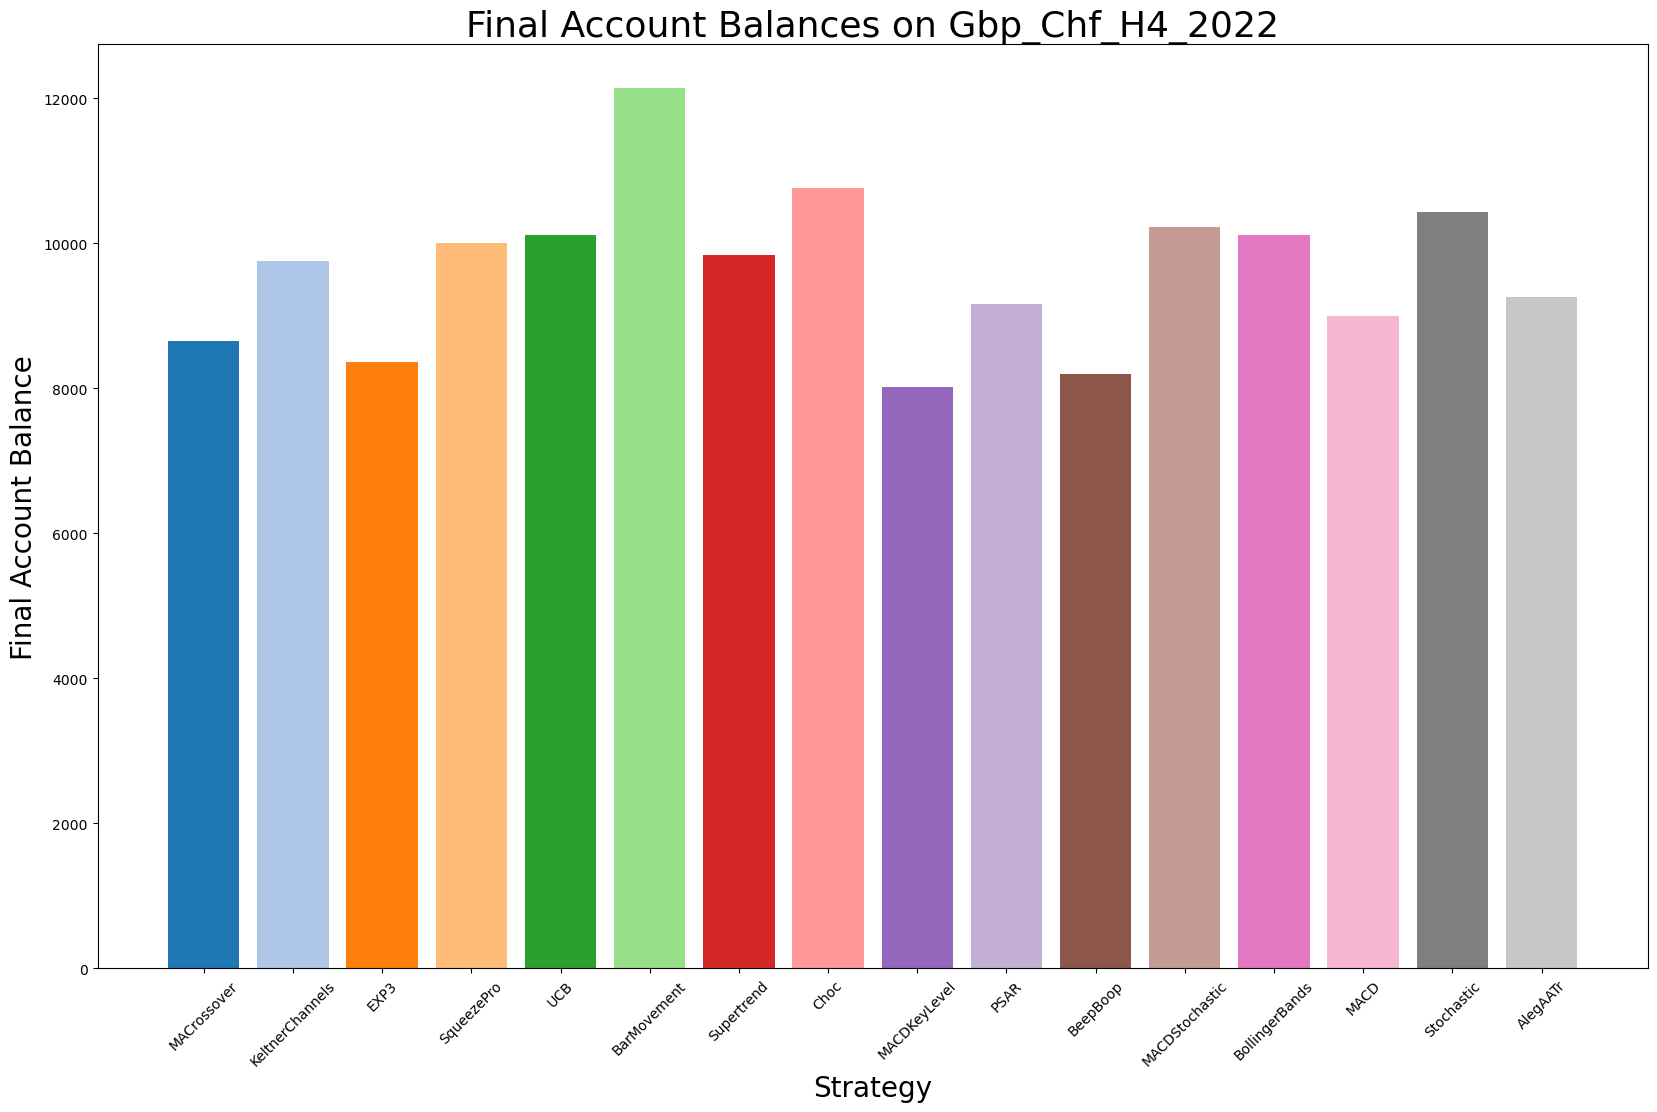 Final Account Balances on Gbp_Chf_H4_2022
Final Account Balance
12000
10000
8000
6000
4000
2000
0
MACrossover
KeltnerChannels
EXP3
SqueezePro
UCB
BarMovement
Supertrend
Choc
MACDKeyLevel
PSAR
BeepBoop
MACDStochastic
BollingerBands
MACD
Stochastic
AlegAATr
Strategy